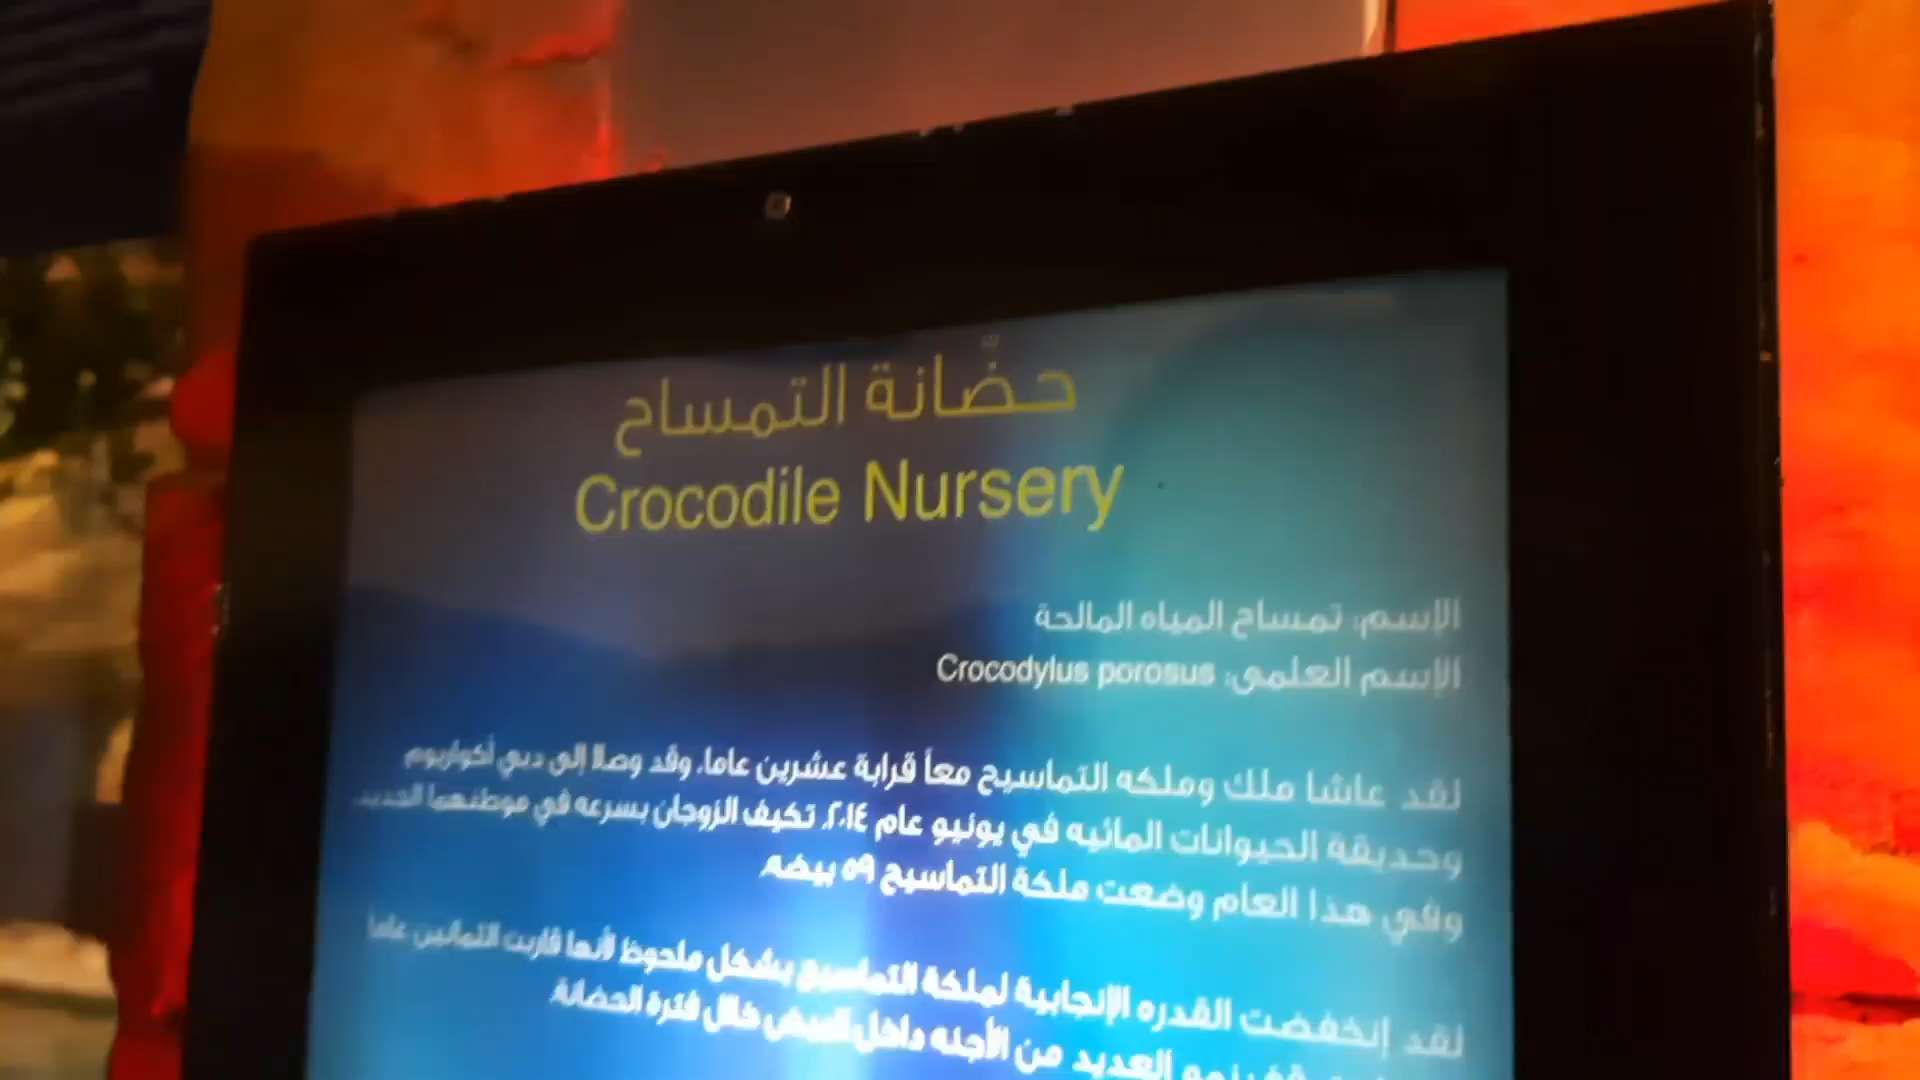 حضّانة التمساح
Crocodile Nursery
الإسم: تمساح المياه المالحة
الإسم العلمي: Crocodylus porosus
لقد عاشا ملك وملكه التماسيح معاً قرابة عشرين عاما، وقد وصلا إلى دبي أكواريوم
وحديقة الحيوانات المائيه في يونيو عام ٢٠١٤. تكيف الزوجان بسرعه في موطنهما الجديد.
وفي هذا العام وضعت ملكة التماسيح ٥٩ بيضه.
لقد إنخفضت القدره الإنجابية لملكة التماسيح بشكل ملحوظ لأنها قاربت الثمانين عاما
العديد من الأجنه داخل البيض خلال فترة الحضانة.